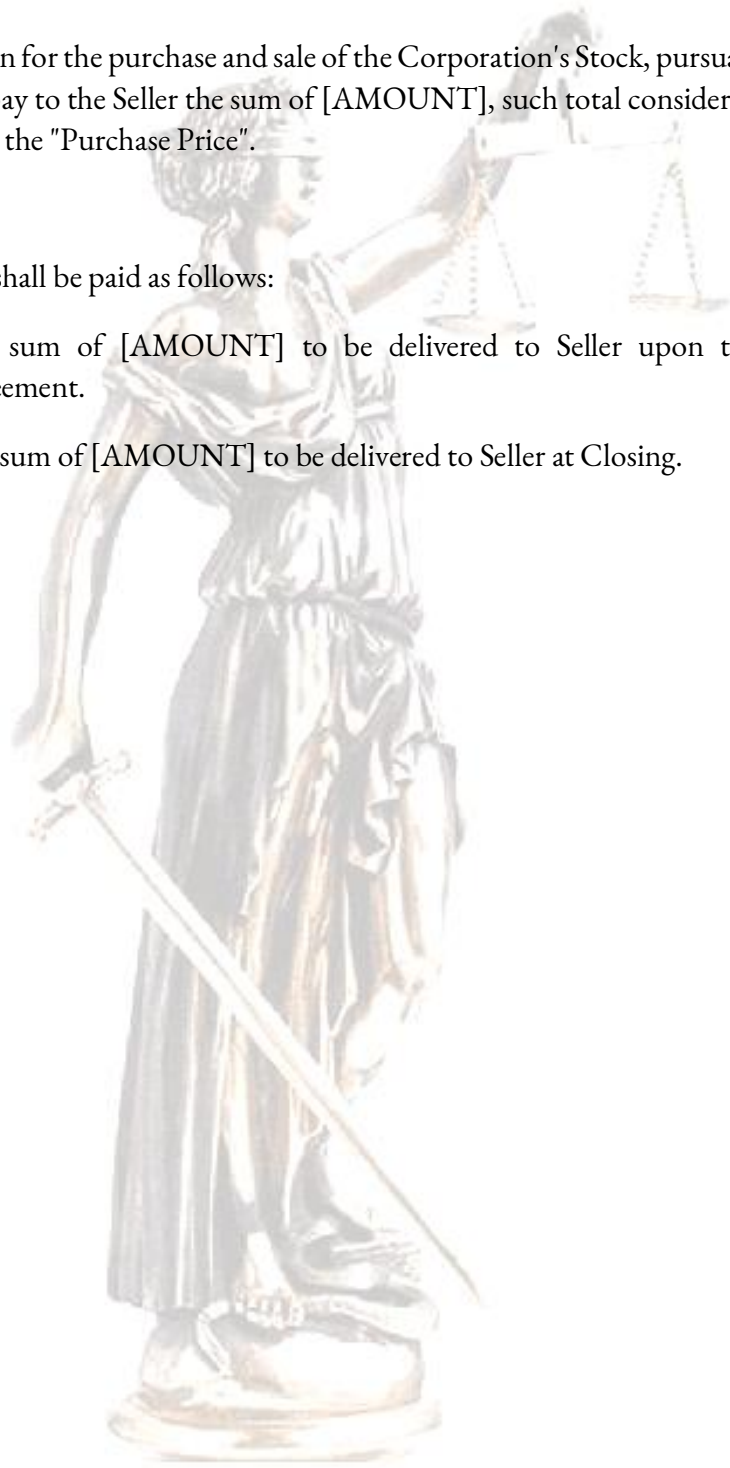 n for the purchase and sale of the Corporation's Stock, pursua
ay to the Seller the sum of [AMOUNT], such total consider
the "Purchase Price".
shall be paid as follows:
sum of [AMOUNT] to be delivered to Seller upon t
eement.
sum of [AMOUNT] to be delivered to Seller at Closing.